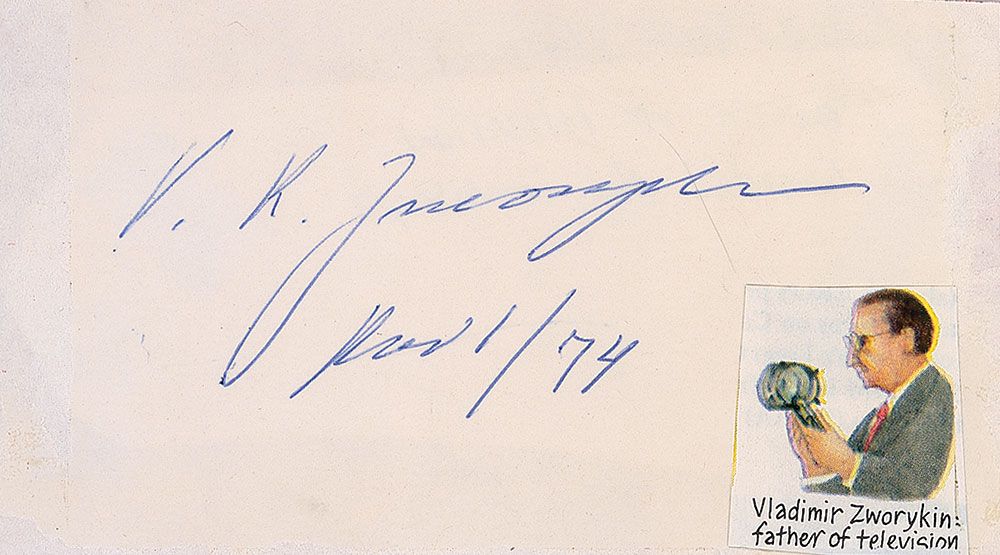 V. K. Zworykin
Nov 1/74
Vladimir Zworykin:
father of television